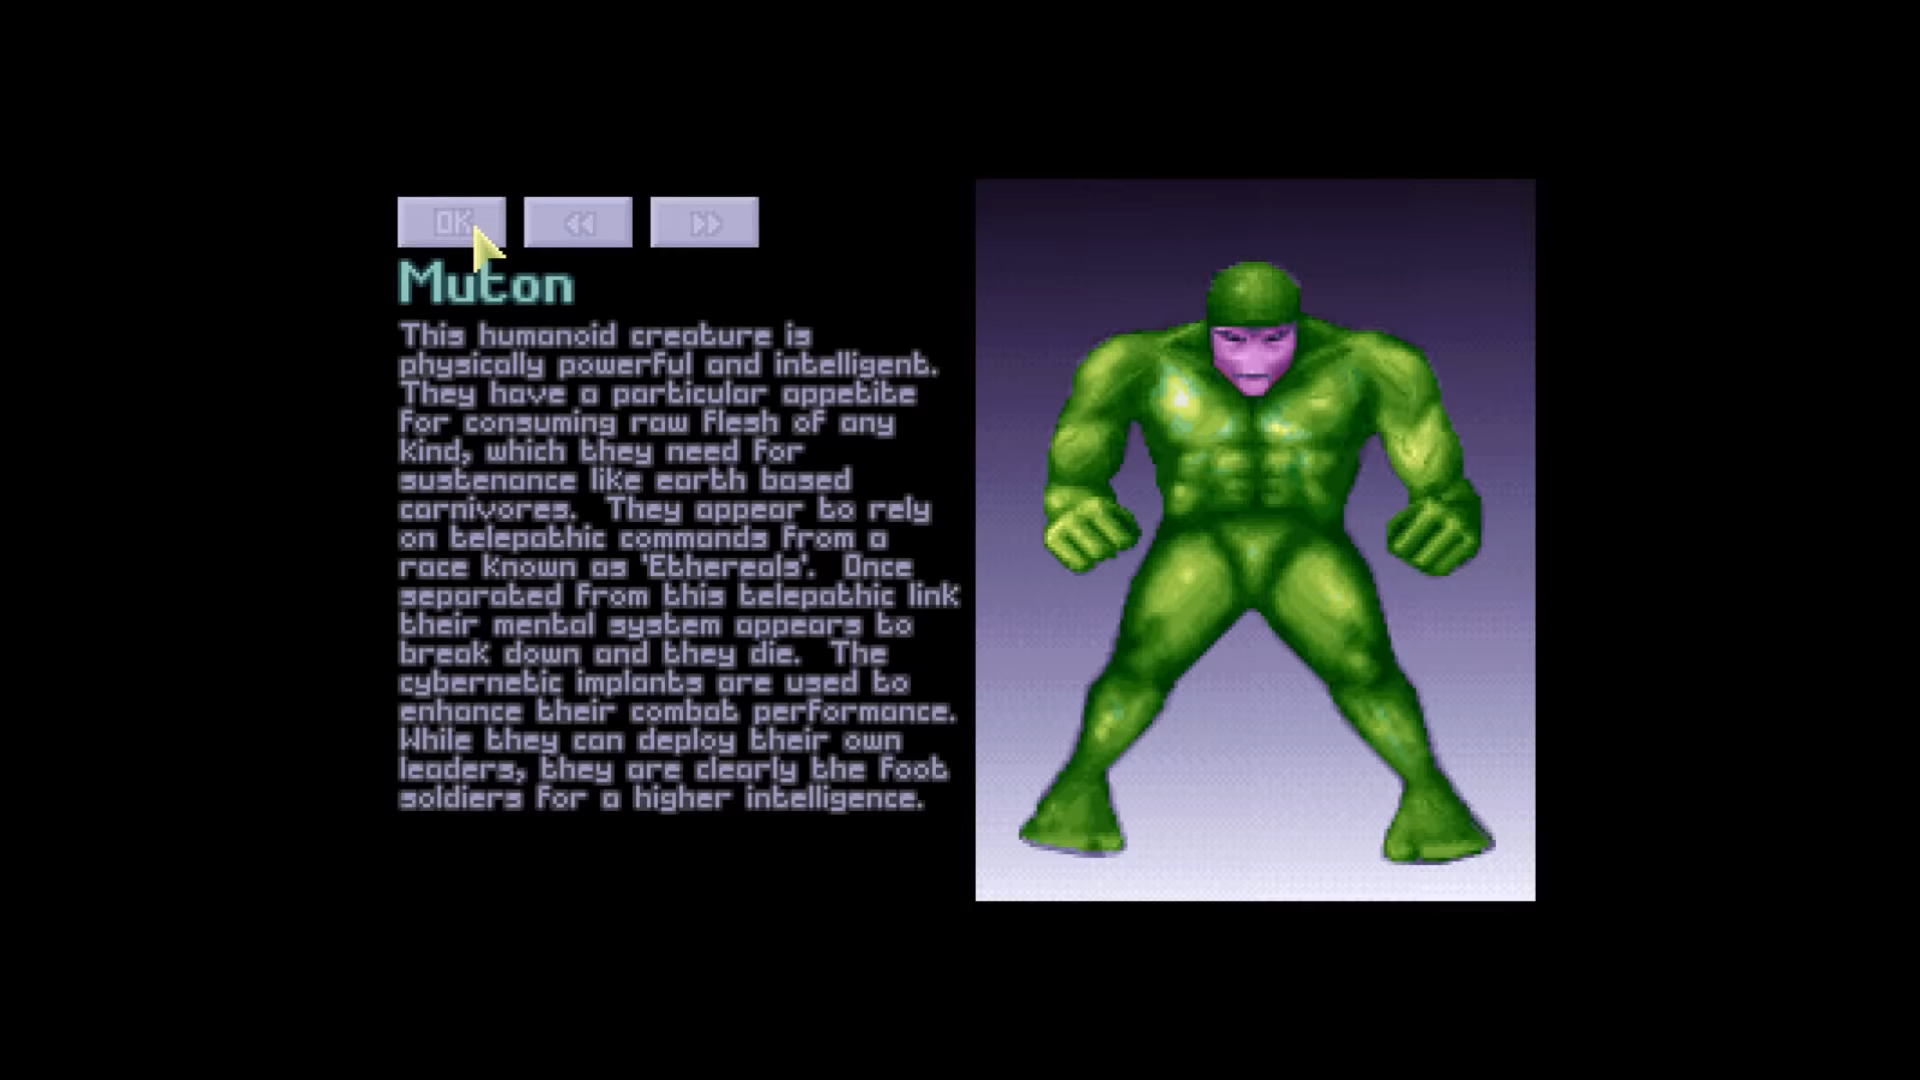 OK
Muton
This humanoid creature is
physically powerful and intelligent.
They have a particular appetite
for consuming raw flesh of any
kind, which they need for
sustenance like earth based
carnivores.  They appear to rely
on telepathic commands from a
race known as 'Ethereals'.  Once
separated from this telepathic link
their mental system appears to
break down and they die.  The
cybernetic implants are used to
enhance their combat performance.
While they can deploy their own
leaders, they are clearly the foot
soldiers for a higher intelligence.